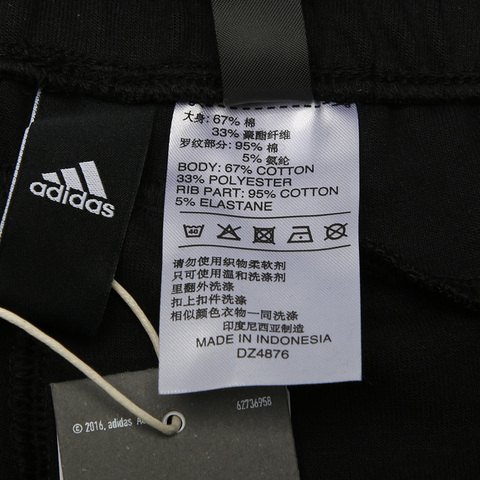 大身: 67% 棉
33% 聚酯纤维
罗纹部分: 95% 棉
5% 氨纶
BODY: 67% COTTON
33% POLYESTER
RIB PART: 95% COTTON
5% ELASTANE
40
请勿使用织物柔软剂
只可使用温和洗涤剂
里翻外洗涤
扣上扣件洗涤
相似颜色衣物一同洗涤
印度尼西亚制造
MADE IN INDONESIA
DZ4876
adidas
62736958
© 2016, adidas